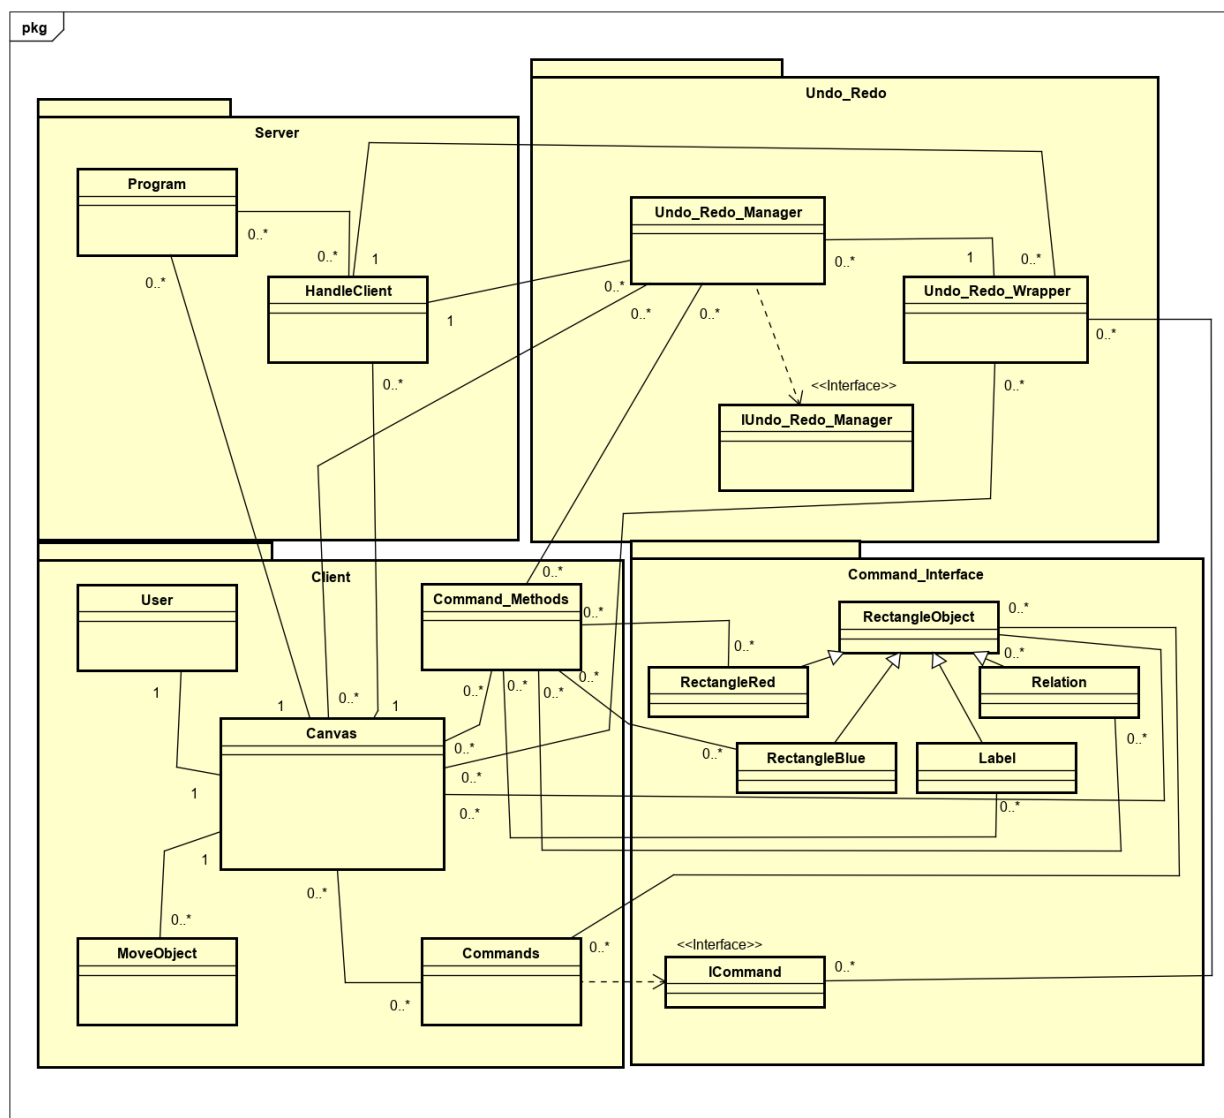 pkg
Undo_Redo
Server
Program
Undo_Redo_Manager
0..*
0..*
1
0..*
1
0..*
0..*
HandleClient
Undo_Redo_Wrapper
0..*
0..*
0..*
1
0..*
0..*
<<Interface>>
0..*
IUndo_Redo_Manager
Client
0..*
Command_Interface
User
Command_Methods
0..*
RectangleObject
0..*
0..*
0..*
RectangleRed
Relation
1
0..*
0..*
0..*
0..*
0..*
1
1
Canvas
0..*
0..*
0..*
RectangleBlue
Label
0..*
1
0..*
0..*
1
0..*
0..*
0..*
<<Interface>>
MoveObject
Commands
ICommand
0..*
0..*